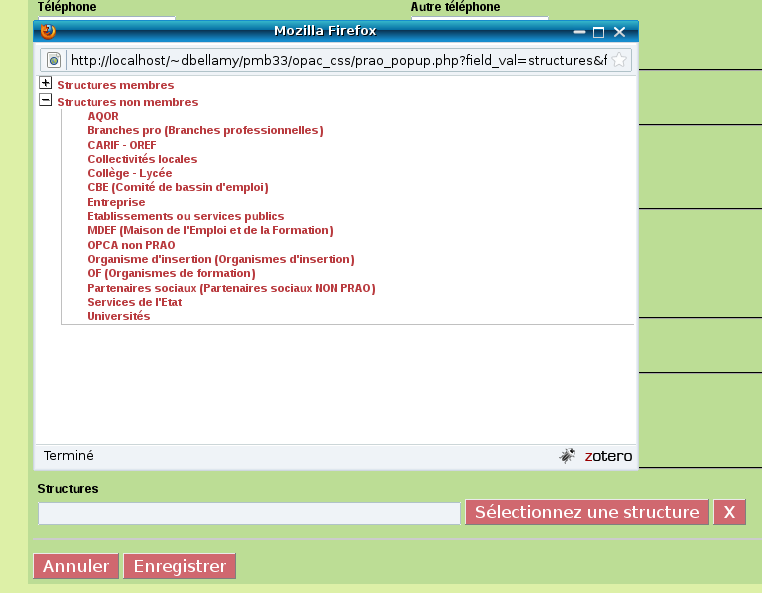 Téléphone Autre téléphone
Mozilla Firefox
http://localhost/~dbellamy/pmb33/opac_css/prao_popup.php?field_val=structures&f
Structures membres
Structures non membres
AQOR
Branches pro (Branches professionnelles)
CARIF - OREF
Collectivités locales
Collège - Lycée
CBE (Comité de bassin d'emploi)
Entreprise
Etablissements ou services publics
MDEF (Maison de l'Emploi et de la Formation)
OPCA non PRAO
Organisme d'insertion (Organismes d'insertion)
OF (Organismes de formation)
Partenaires sociaux (Partenaires sociaux NON PRAO)
Services de l'Etat
Universités
Terminé zotero
Structures
Sélectionnez une structure X
Annuler Enregistrer